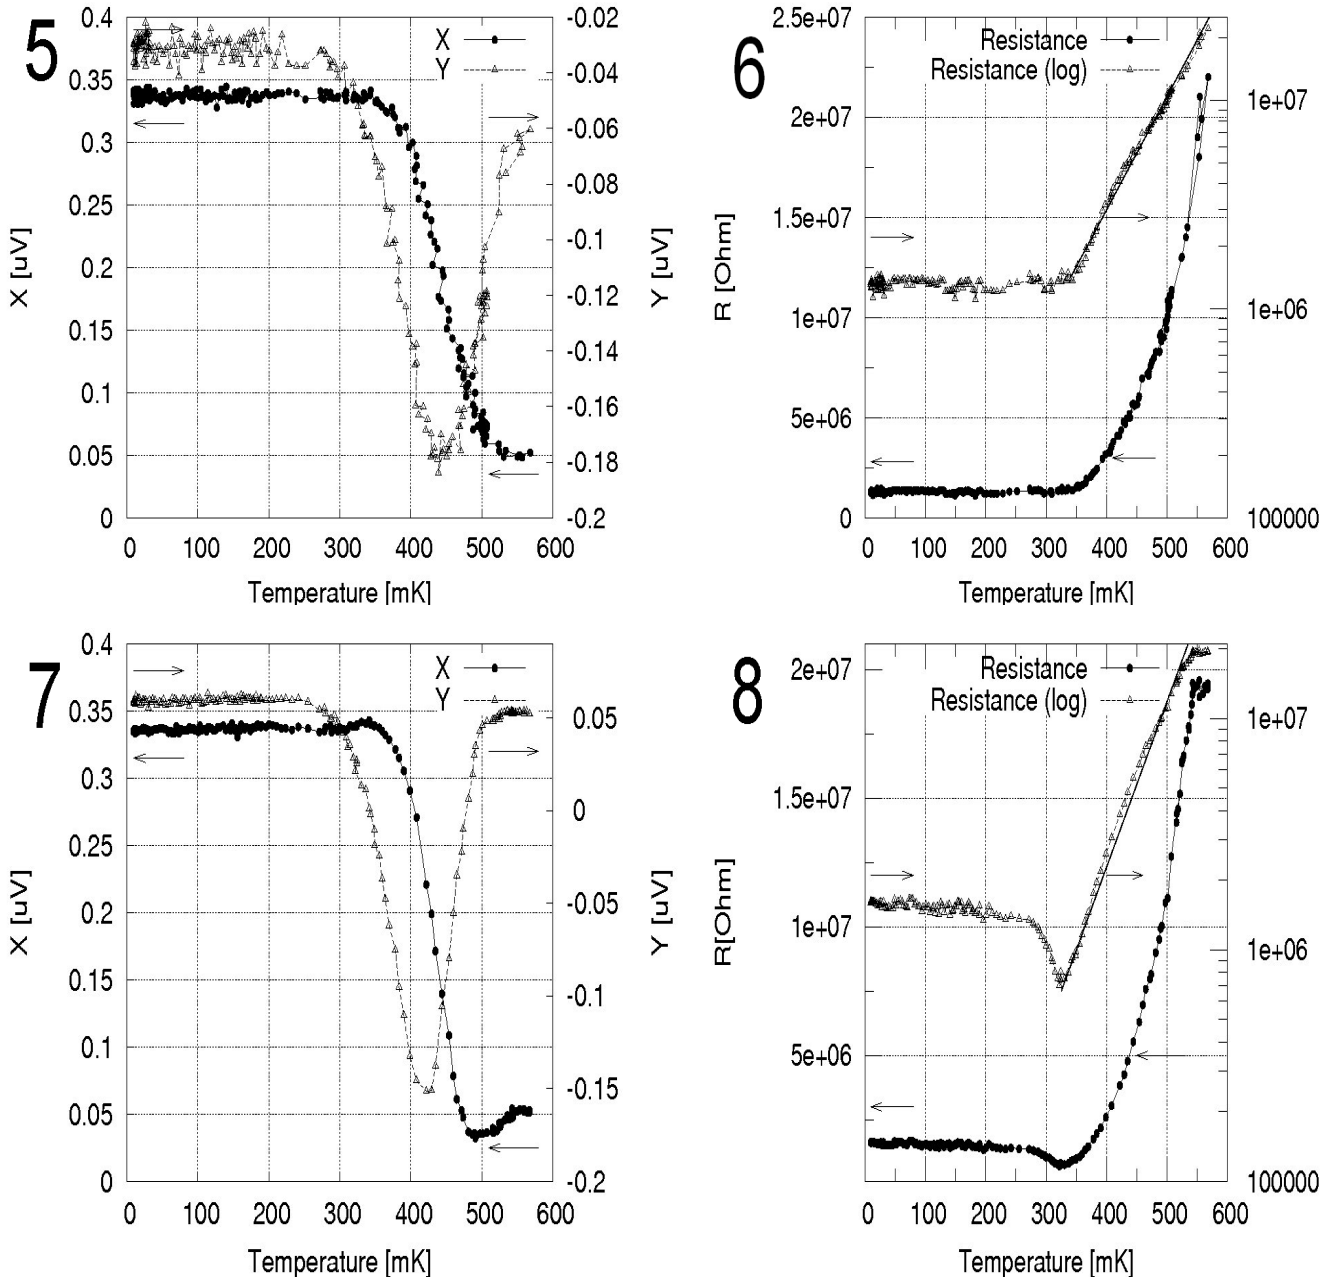 5
X
Y
0.4
0.35
0.3
0.25
0.2
0.15
0.1
0.05
0
-0.02
-0.04
-0.06
-0.08
-0.1
-0.12
-0.14
-0.16
-0.18
-0.2
X [uV]
Y [uV]
0 100 200 300 400 500 600
Temperature [mK]
6
Resistance
Resistance (log)
2.5e+07
2e+07
1.5e+07
1e+07
5e+06
0
1e+07
1e+06
100000
R [Ohm]
0 100 200 300 400 500 600
Temperature [mK]
7
X
Y
0.4
0.35
0.3
0.25
0.2
0.15
0.1
0.05
0
0.05
0
-0.05
-0.1
-0.15
-0.2
X [uV]
Y [uV]
0 100 200 300 400 500 600
Temperature [mK]
8
Resistance
Resistance (log)
2e+07
1.5e+07
1e+07
5e+06
1e+07
1e+06
100000
R[Ohm]
0 100 200 300 400 500 600
Temperature [mK]